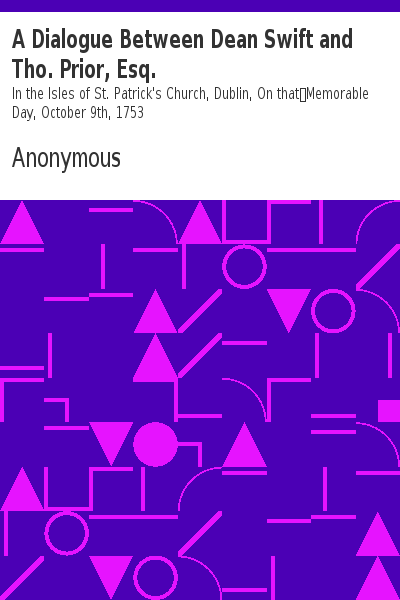 A Dialogue Between Dean Swift and
Tho. Prior, Esq.
In the Isles of St. Patrick's Church, Dublin, On that▯Memorable
Day, October 9th, 1753
Anonymous